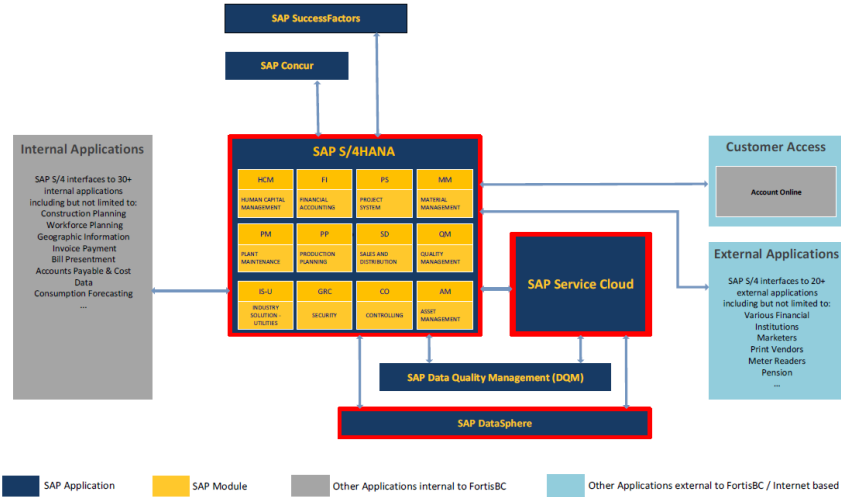 SAP SuccessFactors
SAP Concur
Internal Applications
SAP S/4 interfaces to 30+
internal applications
including but not limited to:
Construction Planning
Workforce Planning
Geographic Information
Invoice Payment
Bill Presentment
Accounts Payable & Cost
Data
Consumption Forecasting
...
SAP S/4HANA
HCM
HUMAN CAPITAL
MANAGEMENT
FI
FINANCIAL
ACCOUNTING
PS
PROJECT
SYSTEM
MM
MATERIAL
MANAGEMENT
PM
PLANT
MAINTENANCE
PP
PRODUCTION
PLANNING
SD
SALES AND
DISTRIBUTION
QM
QUALITY
MANAGEMENT
IS-U
INDUSTRY
SOLUTION -
UTILITIES
GRC
SECURITY
CO
CONTROLLING
AM
ASSET
MANAGEMENT
SAP Service Cloud
Customer Access
Account Online
External Applications
SAP S/4 interfaces to 20+
external applications
including but not limited to:
Various Financial
Institutions
Marketers
Print Vendors
Meter Readers
Pension
...
SAP Data Quality Management (DQM)
SAP DataSphere
SAP Application
SAP Module
Other Applications internal to FortisBC
Other Applications external to FortisBC / Internet based